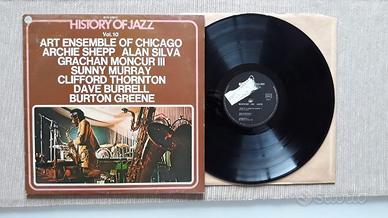 HISTORY OF JAZZ
Vol. 10
ART ENSEMBLE OF CHICAGO
ARCHIE SHEPP ALAN SILVA
GRACHAN MONCUR III
SUNNY MURRAY
CLIFFORD THORNTON
DAVE BURRELL
BURTON GREENE
subito